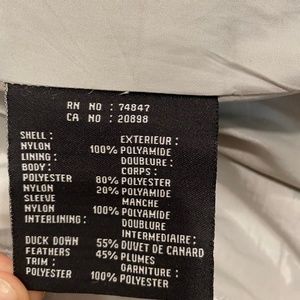 RN NO : 74847
CA NO : 20898
SHELL : EXTERIEUR :
NYLON 100% POLYAMIDE
LINING : DOUBLURE :
BODY: CORPS:
POLYESTER 80% POLYESTER
NYLON 20% POLYAMIDE
SLEEVE MANCHE
NYLON 100% POLYAMIDE
INTERLINING: DOUBLURE
INTERMEDIAIRE:
DUCK DOWN 55% DUVET DE CANARD
FEATHERS 45% PLUMES
TRIM : GARNITURE :
POLYESTER 100% POLYESTER